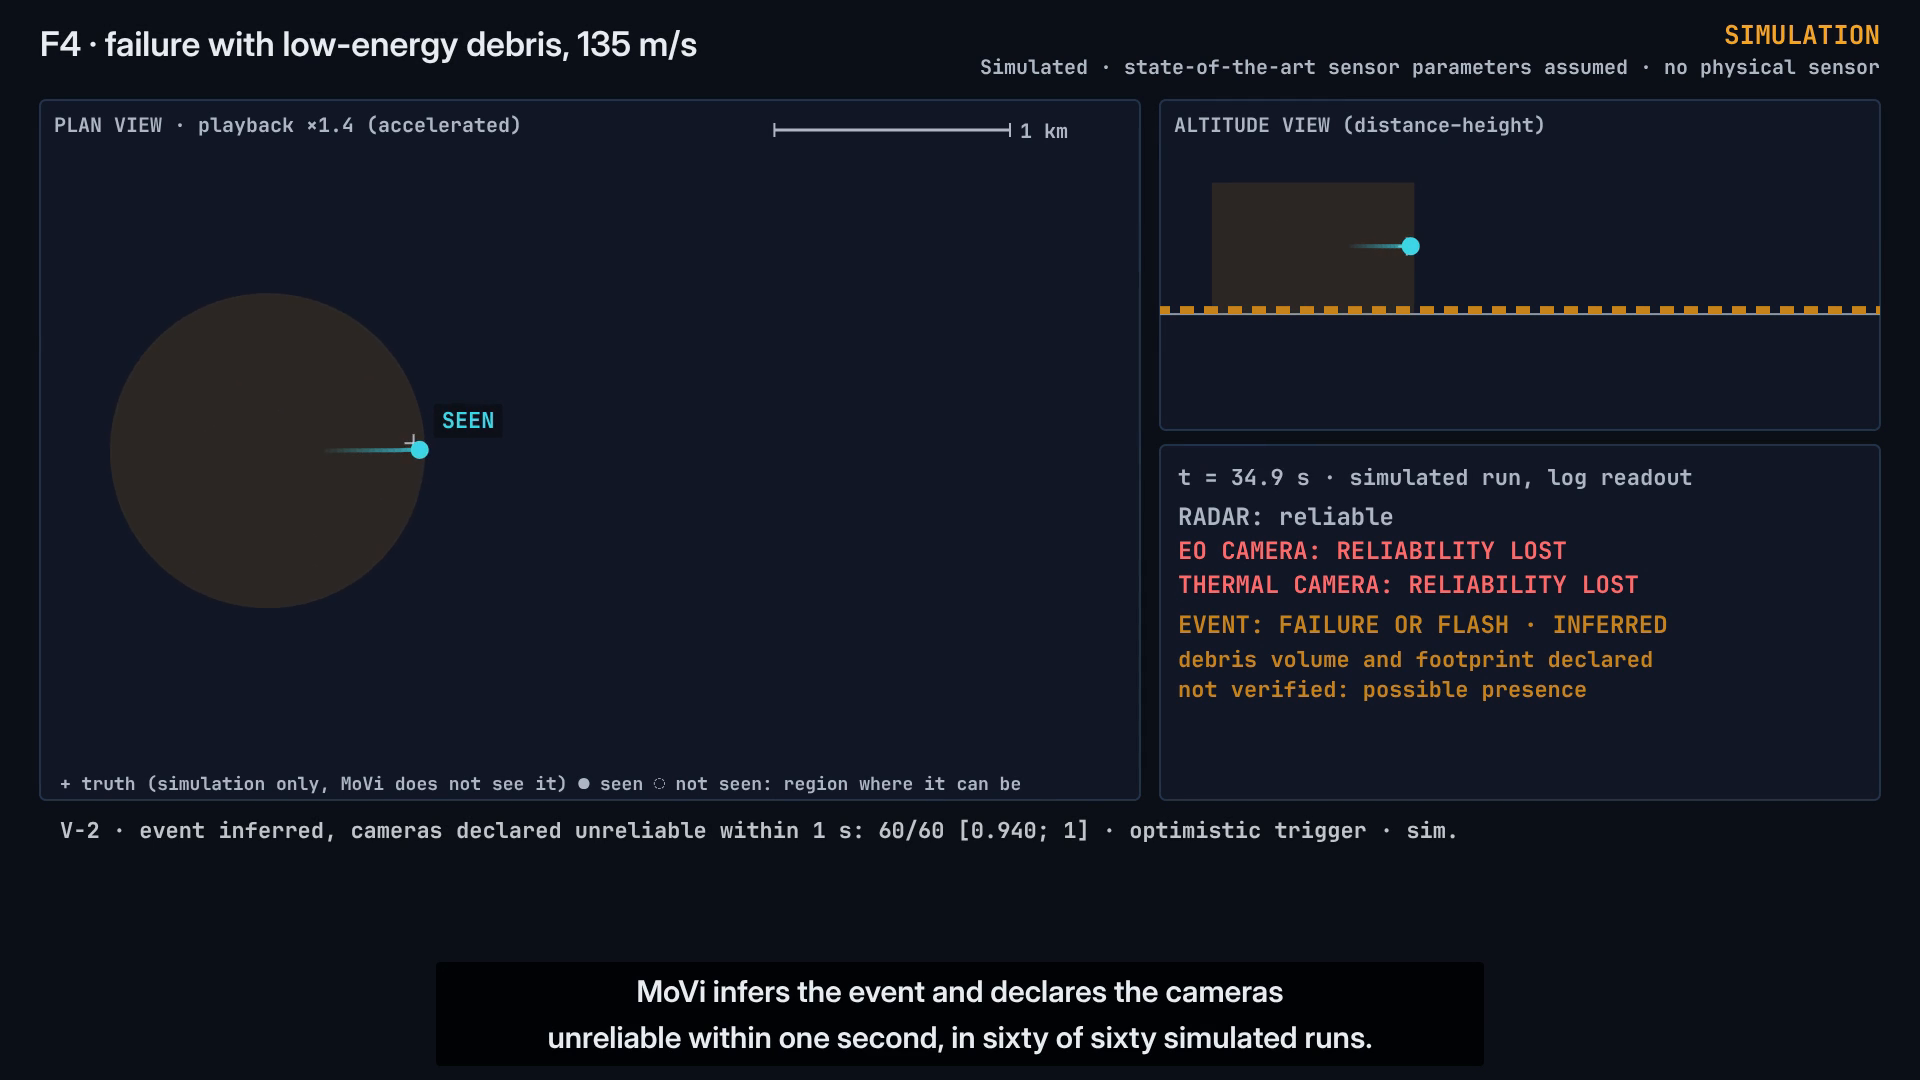 F4 · failure with low-energy debris, 135 m/s
SIMULATION
Simulated · state-of-the-art sensor parameters assumed · no physical sensor
PLAN VIEW · playback ×1.4 (accelerated)
1 km
SEEN
+ truth (simulation only, MoVi does not see it) ● seen ◌ not seen: region where it can be
ALTITUDE VIEW (distance–height)
t = 34.9 s · simulated run, log readout
RADAR: reliable
EO CAMERA: RELIABILITY LOST
THERMAL CAMERA: RELIABILITY LOST
EVENT: FAILURE OR FLASH · INFERRED
debris volume and footprint declared
not verified: possible presence
V-2 · event inferred, cameras declared unreliable within 1 s: 60/60 [0.940; 1] · optimistic trigger · sim.
MoVi infers the event and declares the cameras
unreliable within one second, in sixty of sixty simulated runs.